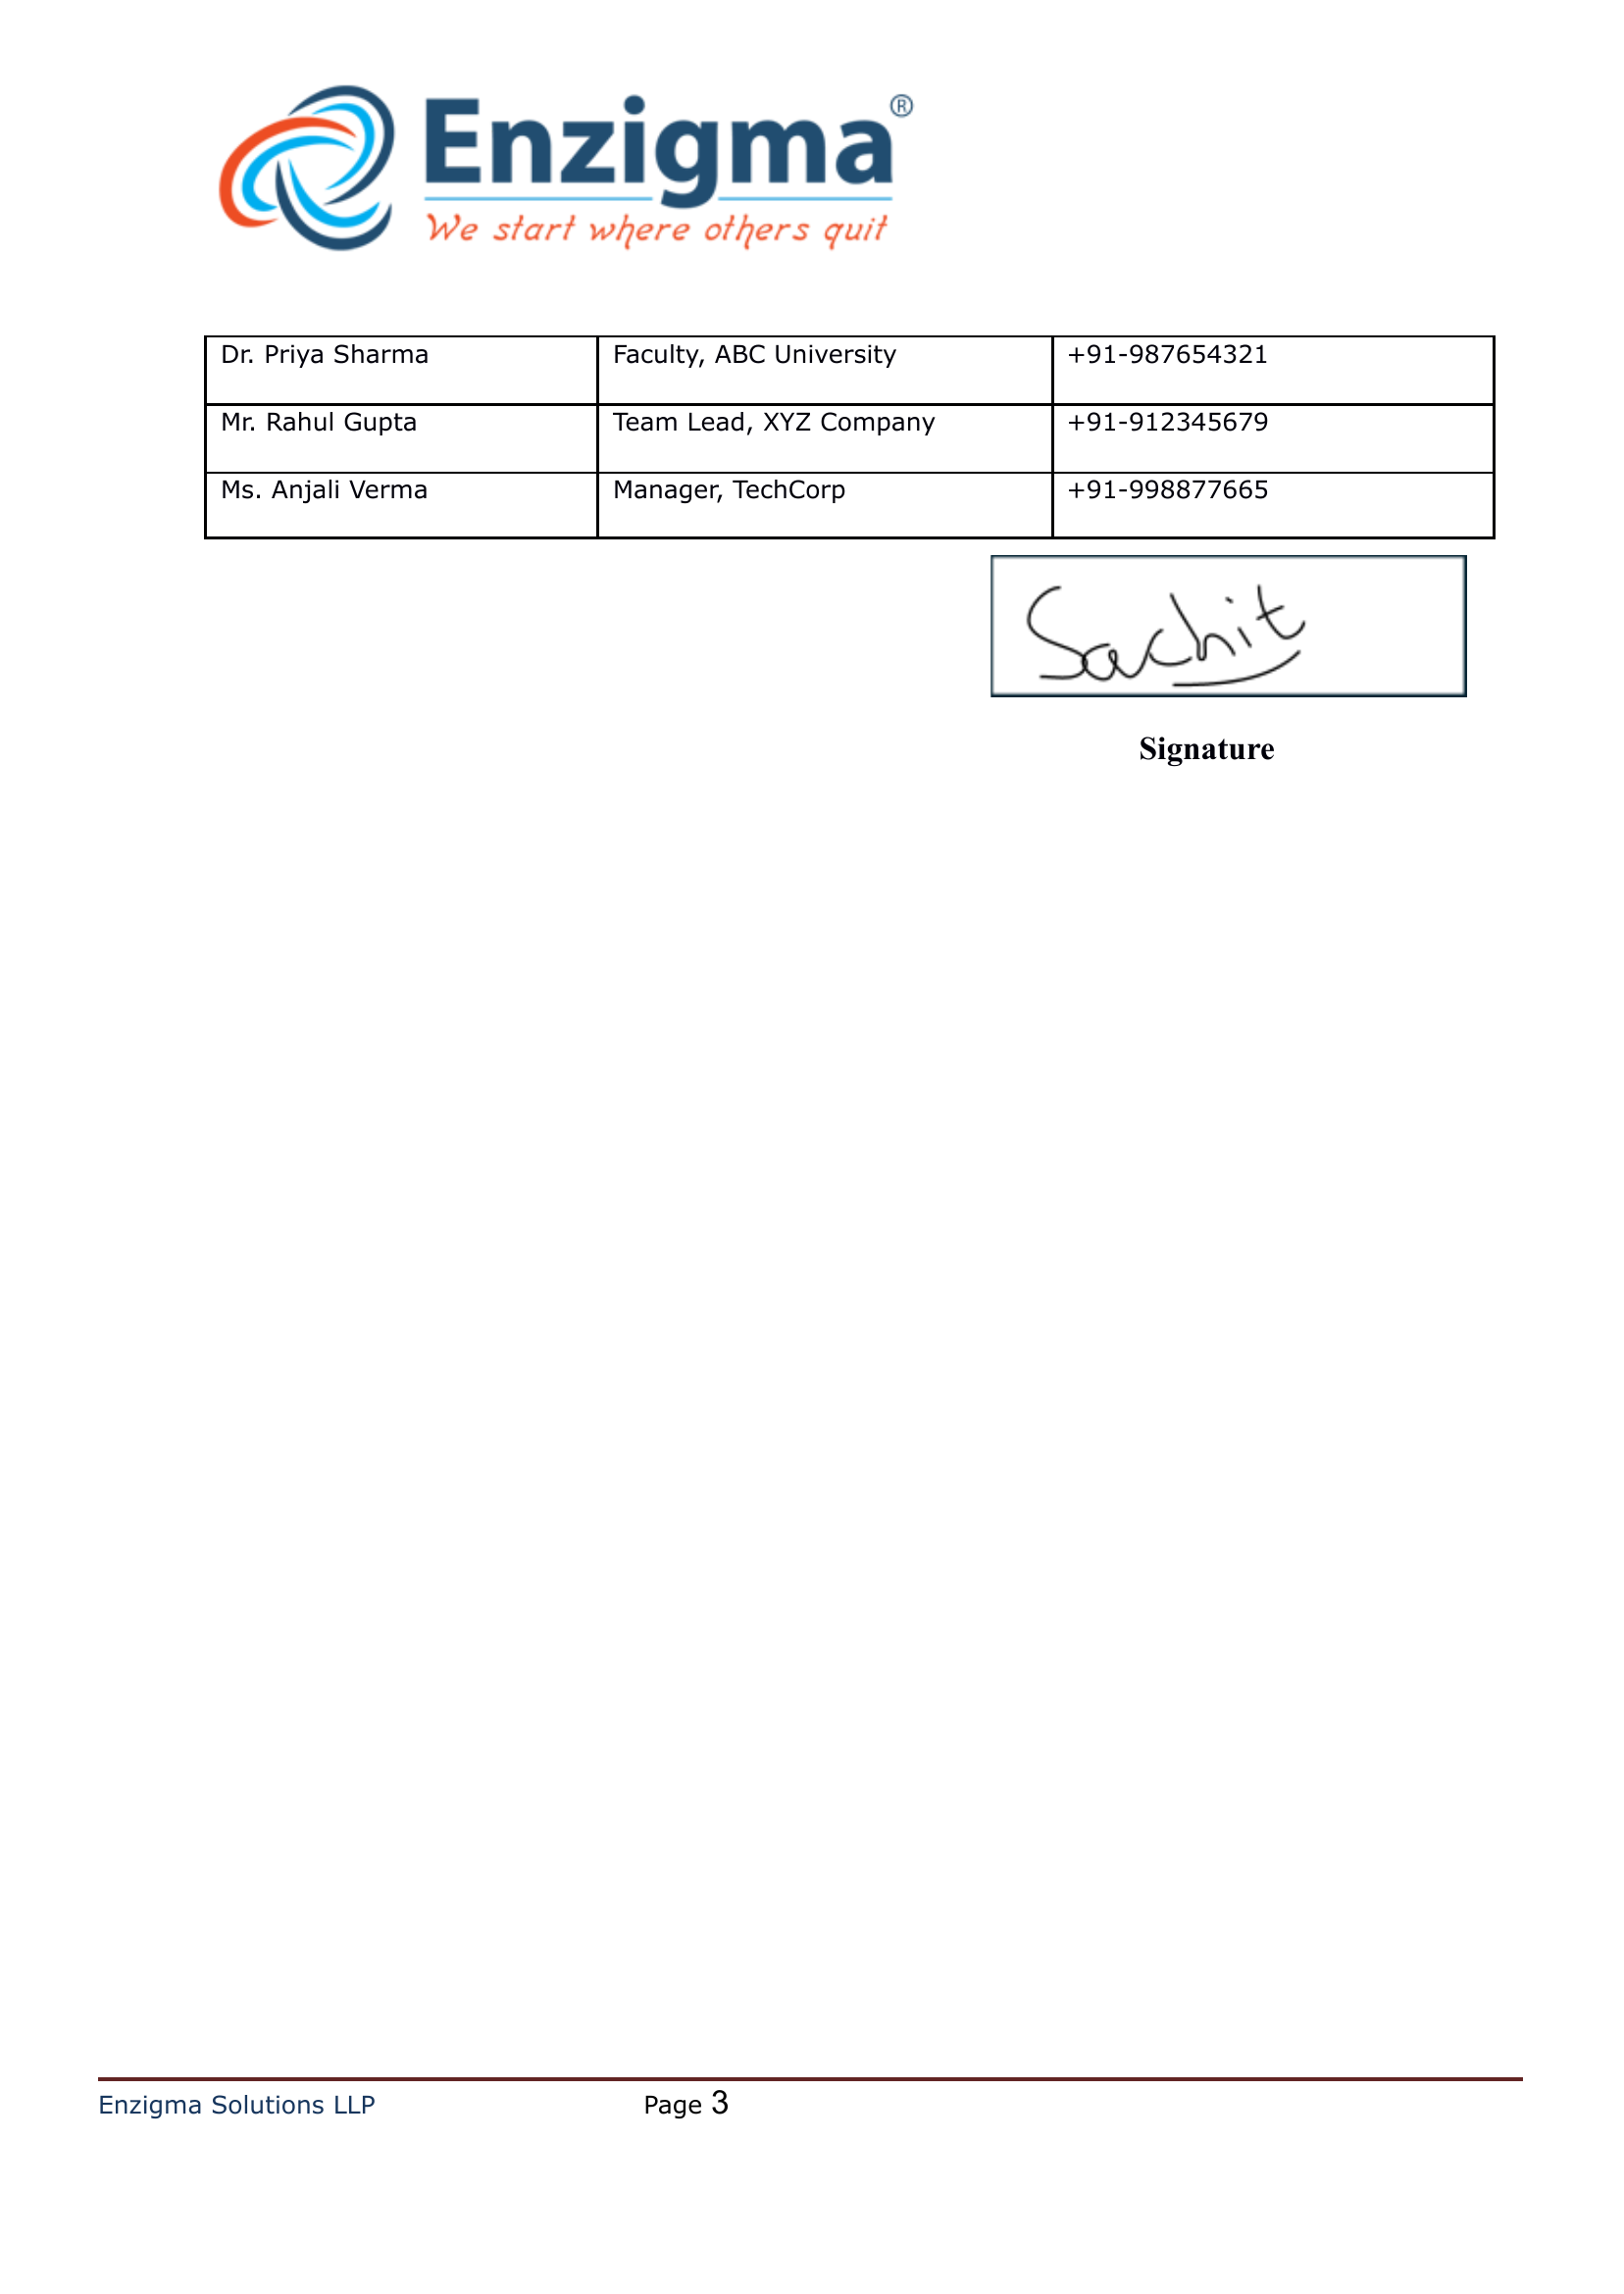 Enzigma®
We start where others quit
Dr. Priya Sharma Faculty, ABC University +91-987654321
Mr. Rahul Gupta Team Lead, XYZ Company +91-912345679
Ms. Anjali Verma Manager, TechCorp +91-998877665
Sachit
Signature
Enzigma Solutions LLP Page 3